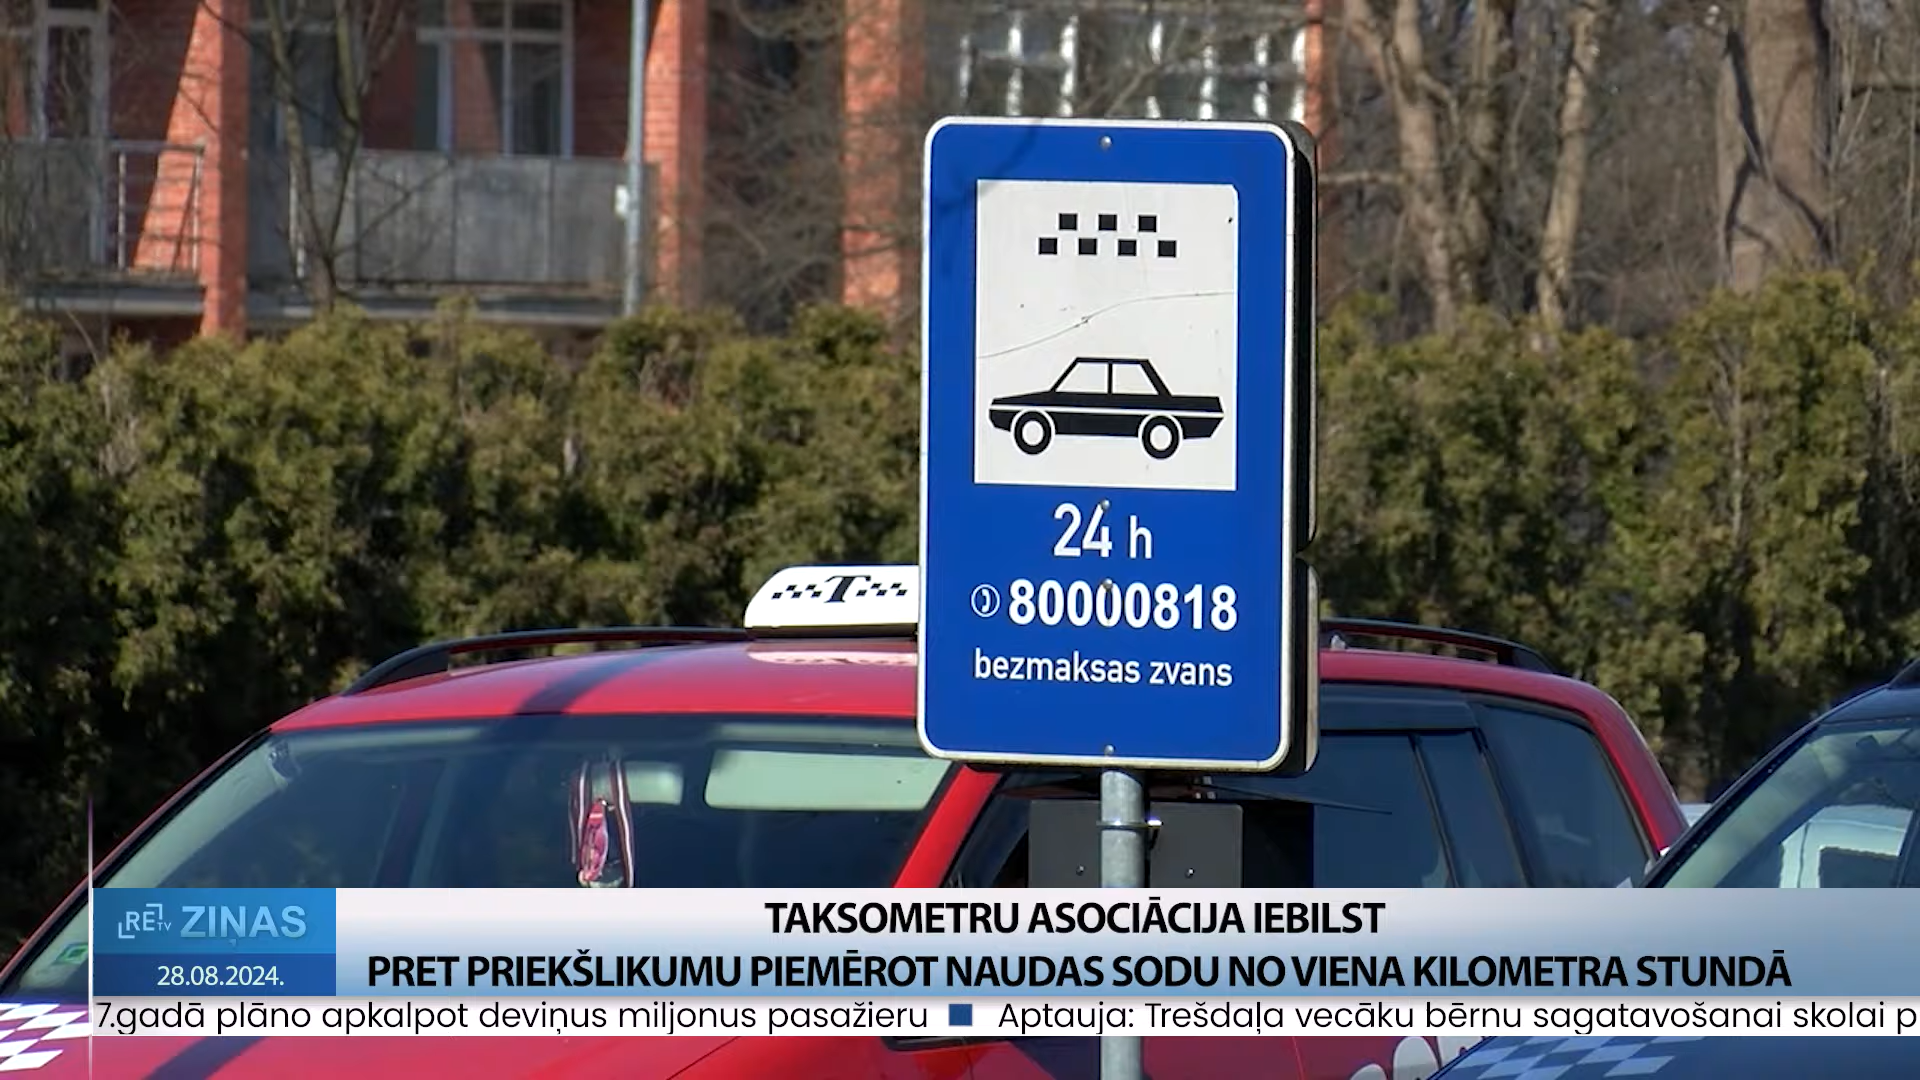 24 h
80000818
bezmaksas zvans
T
RE TV ZIŅAS
28.08.2024.
TAKSOMETRU ASOCIĀCIJA IEBILST
PRET PRIEKŠLIKUMU PIEMĒROT NAUDAS SODU NO VIENA KILOMETRA STUNDĀ
7.gadā plāno apkalpot deviņus miljonus pasažieru ■ Aptauja: Trešdaļa vecāku bērnu sagatavošanai skolai p